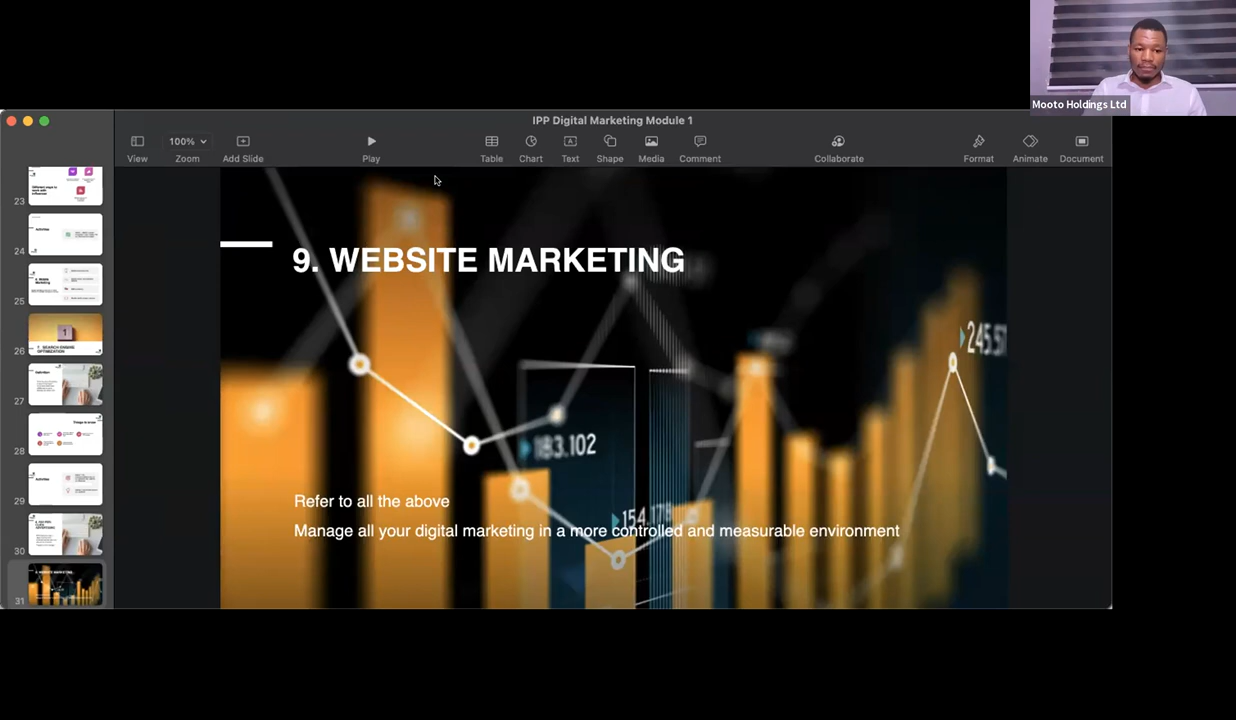 Mooto Holdings Ltd
IPP Digital Marketing Module 1
100%
View
Zoom
Add Slide
Play
Table
Chart
Text
Shape
Media
Comment
Collaborate
Format
Animate
Document
23
24
25
26
27
28
29
30
31
9. WEBSITE MARKETING
245.57
183.102
154.178
Refer to all the above
Manage all your digital marketing in a more controlled and measurable environment